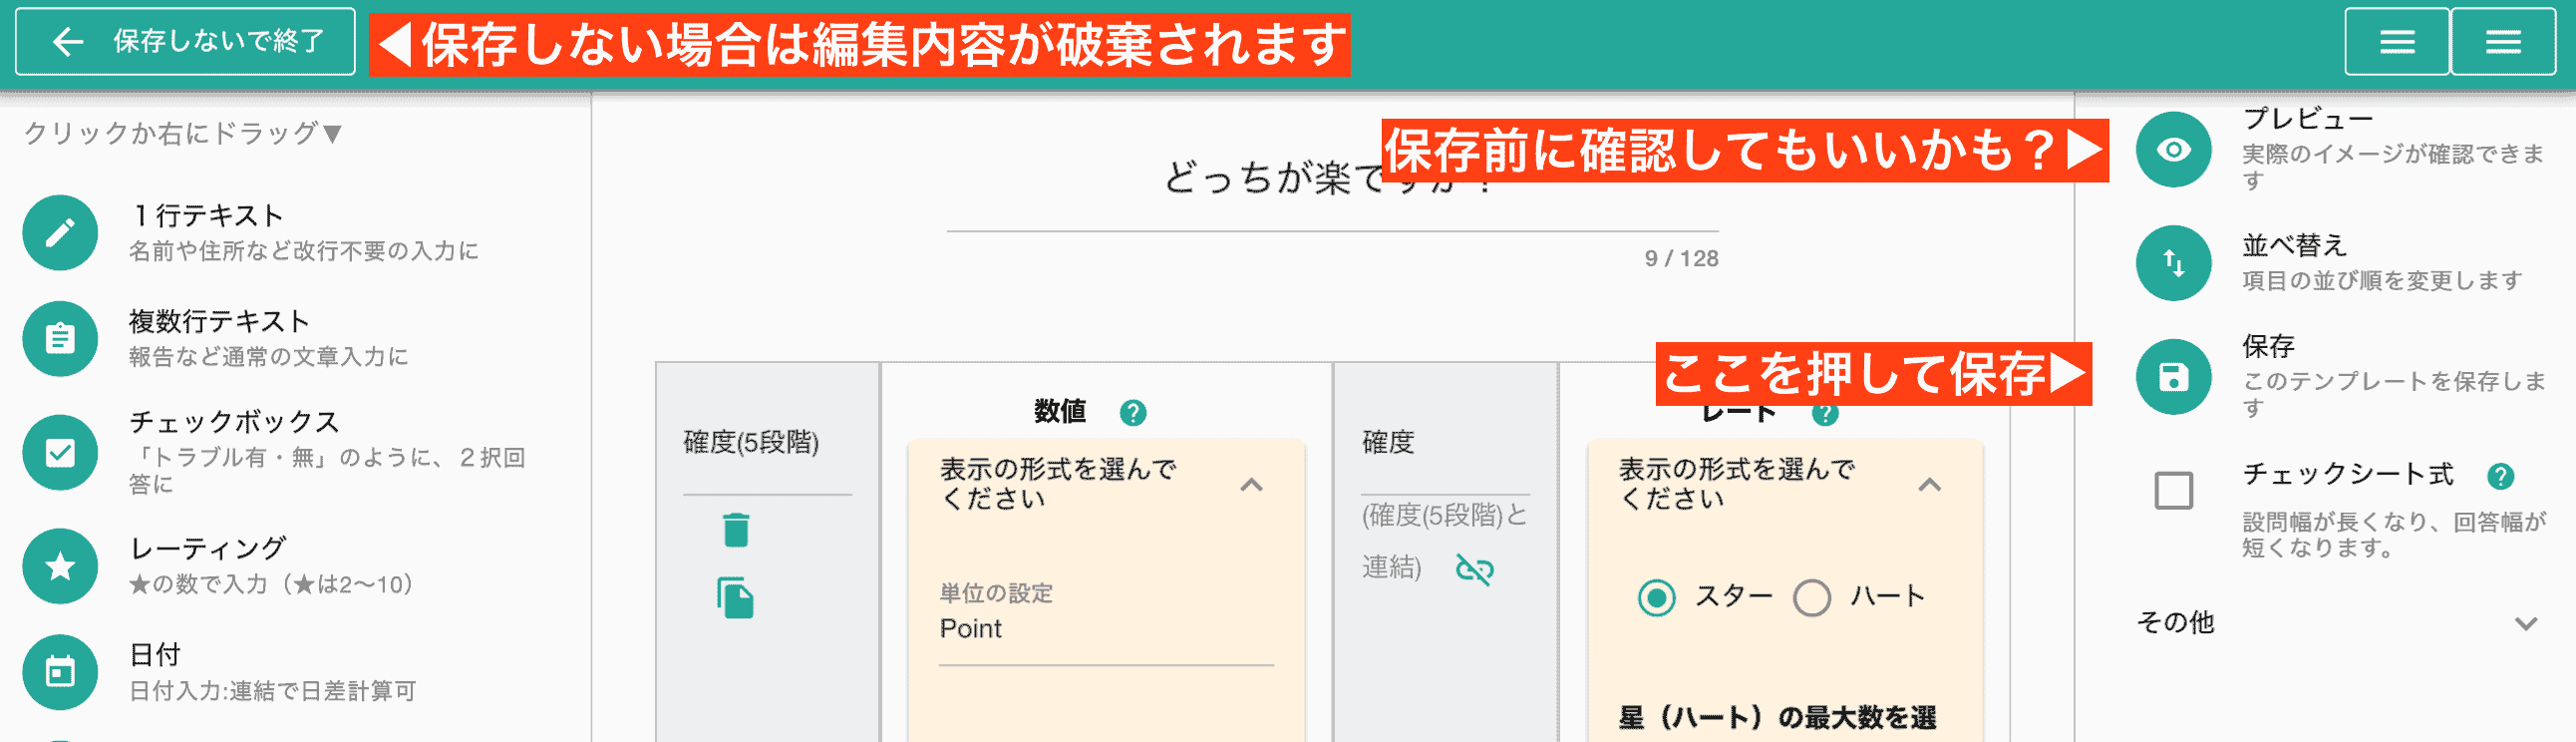 保存しないで終了
◀保存しない場合は編集内容が破棄されます
クリックか右にドラッグ▼
１行テキスト
名前や住所など改行不要の入力に
複数行テキスト
報告など通常の文章入力に
チェックボックス
「トラブル有・無」のように、２択回
答に
レーティング
★の数で入力（★は2〜10）
日付
日付入力:連結で日差計算可
保存前に確認してもいいかも？▶
どっちが楽ですか？
9 / 128
ここを押して保存▶
確度(5段階)
数値
表示の形式を選んで
ください
単位の設定
Point
確度
(確度(5段階)と
連結)
レート
表示の形式を選んで
ください
スター
ハート
星（ハート）の最大数を選
プレビュー
実際のイメージが確認できま
す
並べ替え
項目の並び順を変更します
保存
このテンプレートを保存しま
す
チェックシート式
設問幅が長くなり、回答幅が
短くなります。
その他